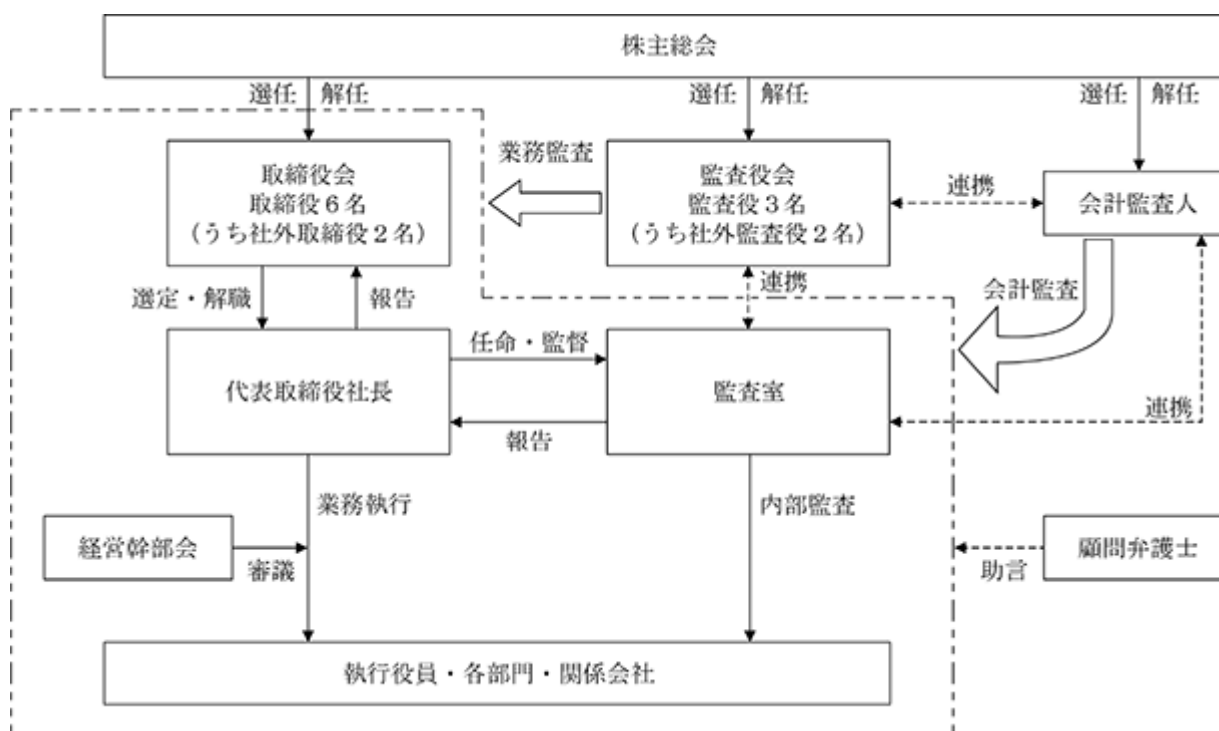 株主総会
選任 解任
選任 解任
選任 解任
取締役会
取締役6名
（うち社外取締役2名）
業務監査
監査役会
監査役3名
（うち社外監査役2名）
連携
会計監査人
選定・解職
報告
連携
会計監査
代表取締役社長
任命・監督
報告
監査室
連携
業務執行
内部監査
経営幹部会
審議
顧問弁護士
助言
執行役員・各部門・関係会社